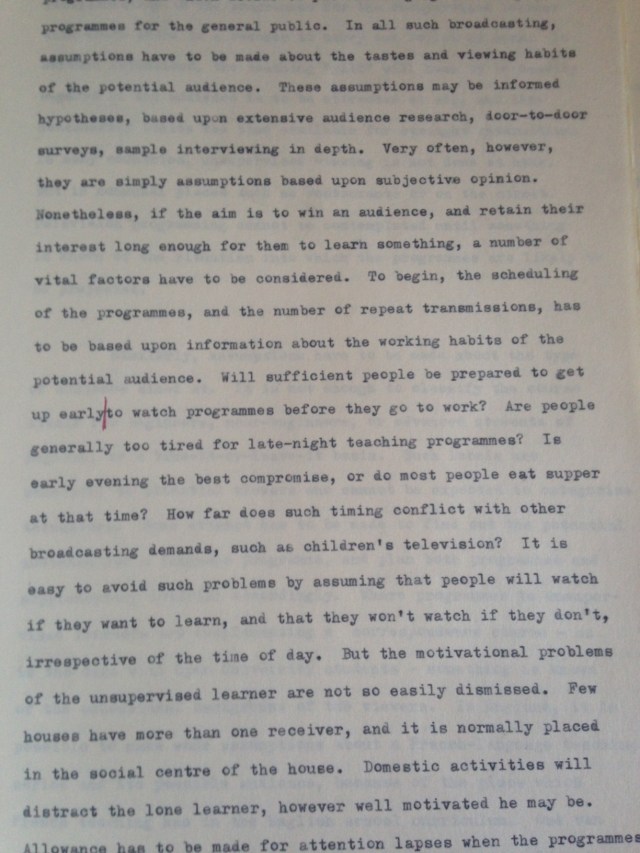 programmes for the general public. In all such broadcasting,
assumptions have to be made about the tastes and viewing habits
of the potential audience. These assumptions may be informed
hypotheses, based upon extensive audience research, door-to-door
surveys, sample interviewing in depth. Very often, however,
they are simply assumptions based upon subjective opinion.
Nonetheless, if the aim is to win an audience, and retain their
interest long enough for them to learn something, a number of
vital factors have to be considered. To begin, the scheduling
of the programmes, and the number of repeat transmissions, has
to be based upon information about the working habits of the
potential audience. Will sufficient people be prepared to get
up early to watch programmes before they go to work? Are people
generally too tired for late-night teaching programmes? Is
early evening the best compromise, or do most people eat supper
at that time? How far does such timing conflict with other
broadcasting demands, such as children's television? It is
easy to avoid such problems by assuming that people will watch
if they want to learn, and that they won't watch if they don't,
irrespective of the time of day. But the motivational problems
of the unsupervised learner are not so easily dismissed. Few
houses have more than one receiver, and it is normally placed
in the social centre of the house. Domestic activities will
distract the lone learner, however well motivated he may be.
Allowance has to be made for attention lapses when the programmes